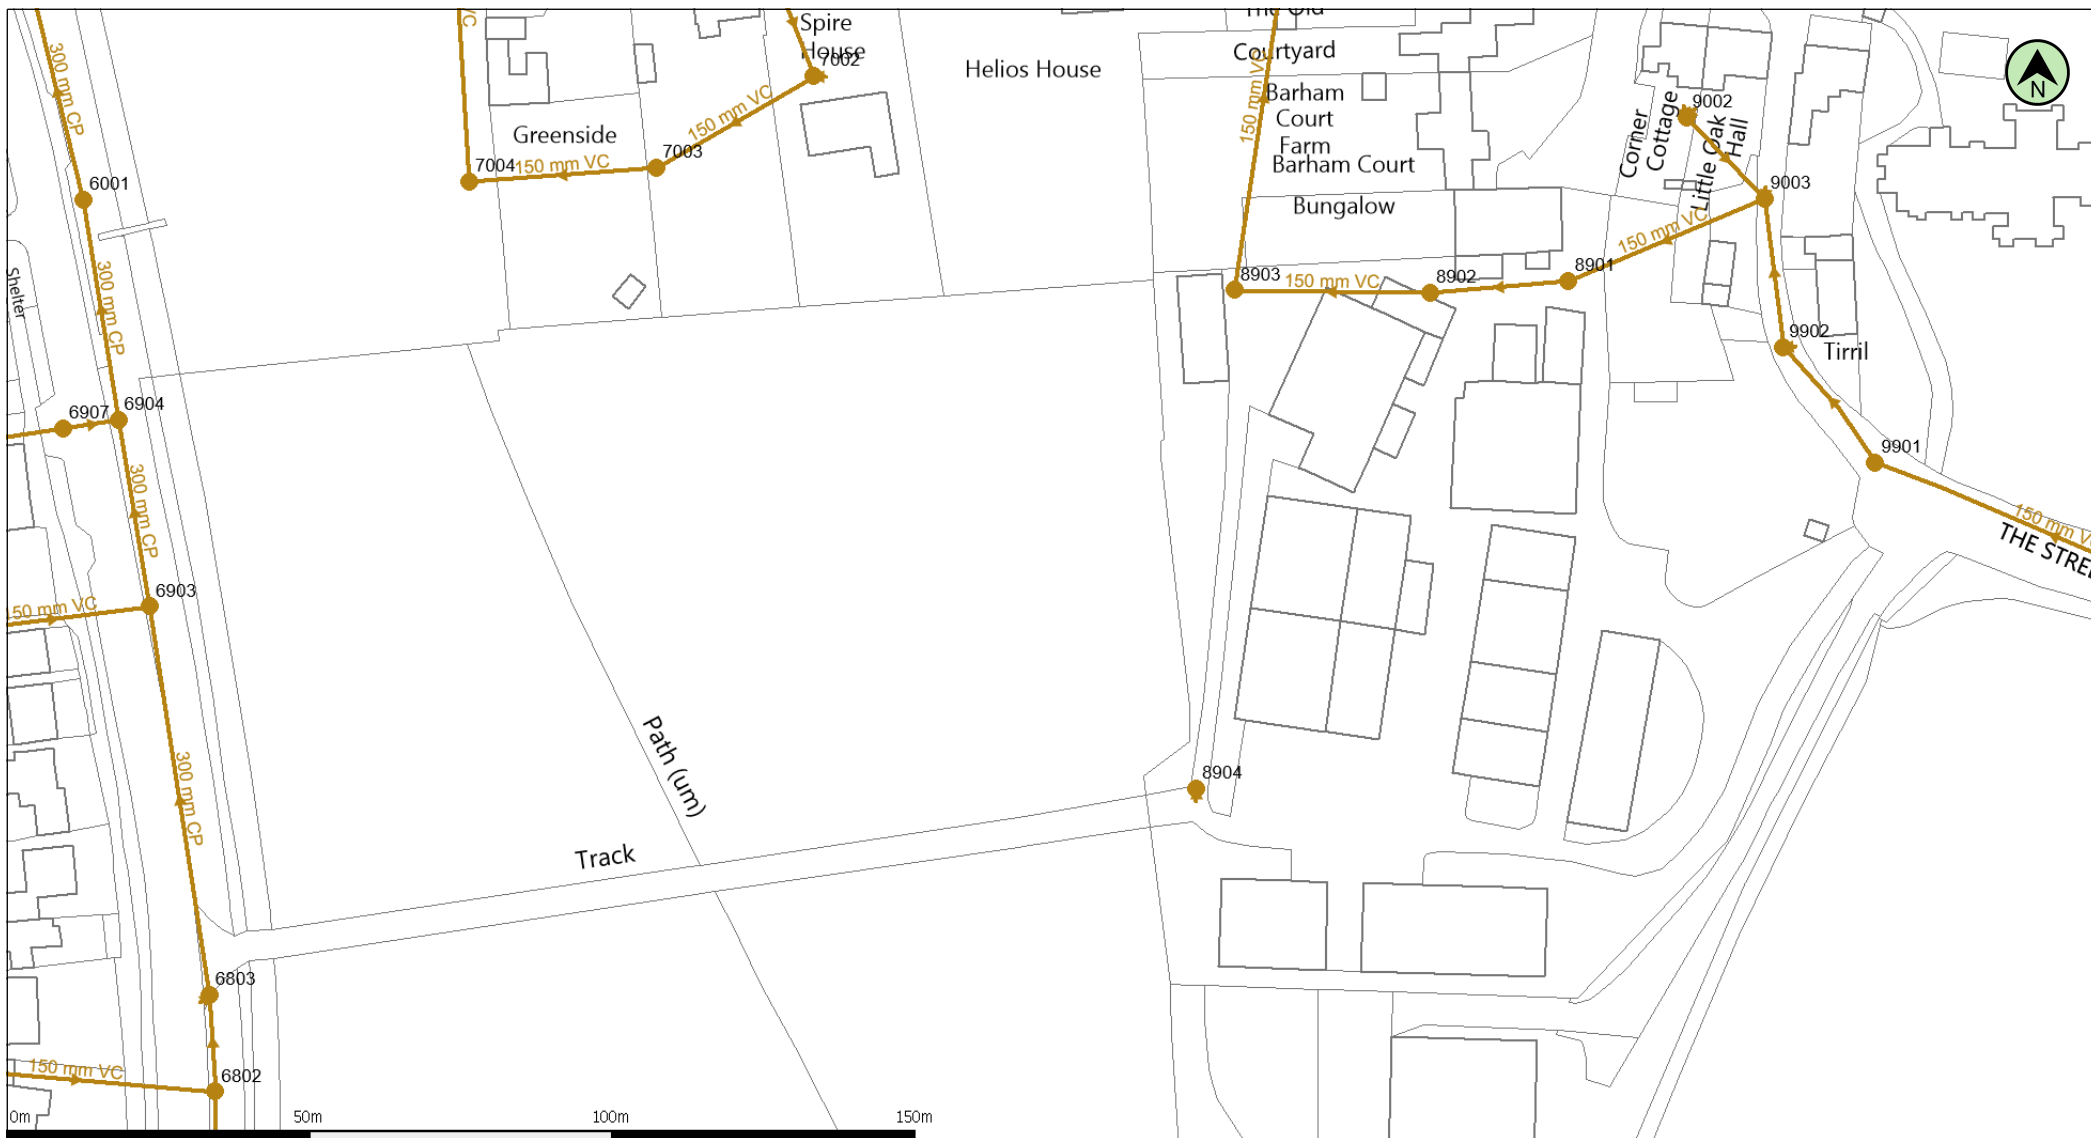 VC
Spire
House
7002
The Old
Courtyard
Helios House
300 mm CP
150 mm VC
150 mm VC
Barham
Court
Farm
Barham Court
Bungalow
Corner
Cottage
9002
Little Oak
Hall
N
Greenside
7003
7004
150 mm VC
6001
9003
150 mm VC
Shelter
300 mm CP
8903
150 mm VC
8902
8901
9902
Tirril
6907
6904
9901
300 mm CP
150 mm V
THE STREE
6903
150 mm VC
Path (um)
300 mm CP
8904
Track
6803
150 mm VC
6802
0m
50m
100m
150m